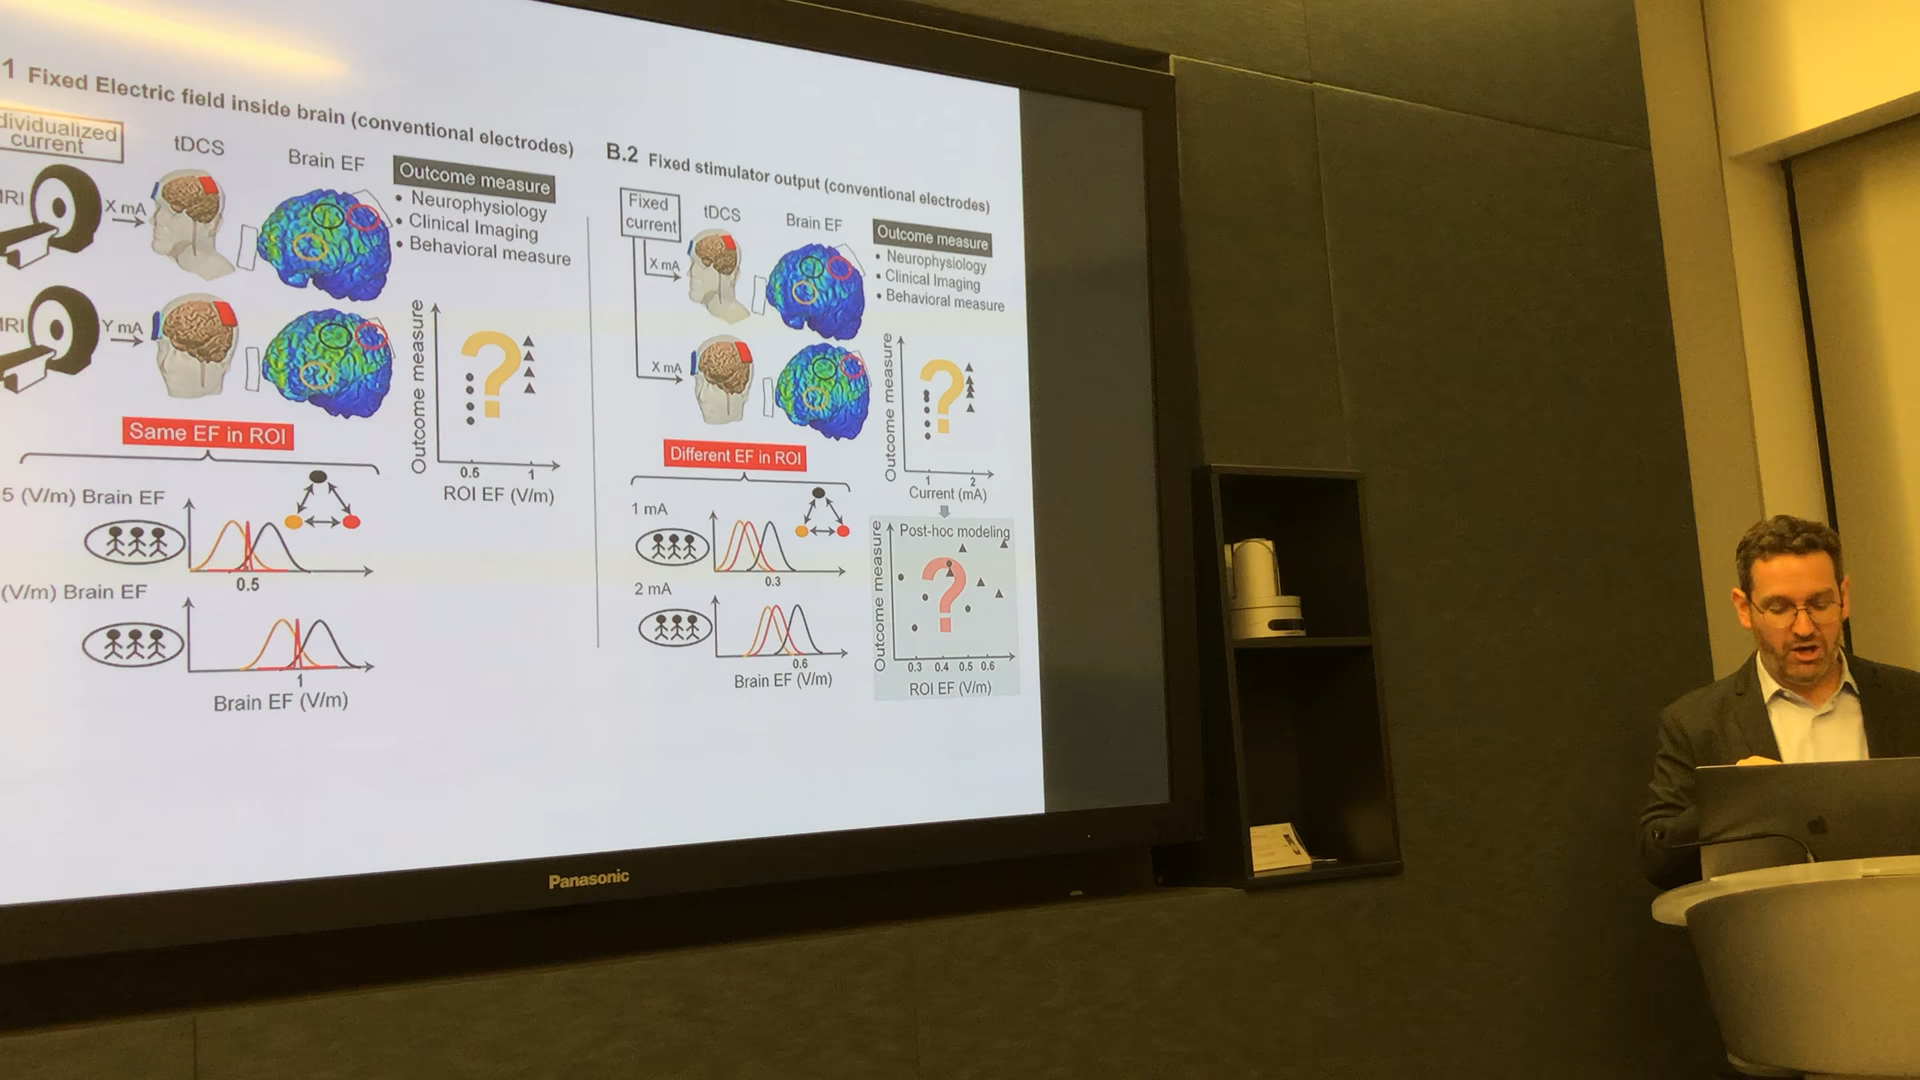 1 Fixed Electric field inside brain (conventional electrodes)
dividualized
current
tDCS
Brain EF
Outcome measure
• Neurophysiology
• Clinical Imaging
• Behavioral measure
MRI
X mA
MRI
Y mA
Same EF in ROI
Outcome measure
?
0.5
1
ROI EF (V/m)
5 (V/m) Brain EF
0.5
(V/m) Brain EF
1
Brain EF (V/m)
B.2 Fixed stimulator output (conventional electrodes)
Fixed
current
tDCS
Brain EF
Outcome measure
• Neurophysiology
• Clinical Imaging
• Behavioral measure
X mA
X mA
Different EF in ROI
Outcome measure
?
1
2
Current (mA)
1 mA
0.3
2 mA
0.6
Brain EF (V/m)
Post-hoc modeling
Outcome measure
?
0.3 0.4 0.5 0.6
ROI EF (V/m)
Panasonic